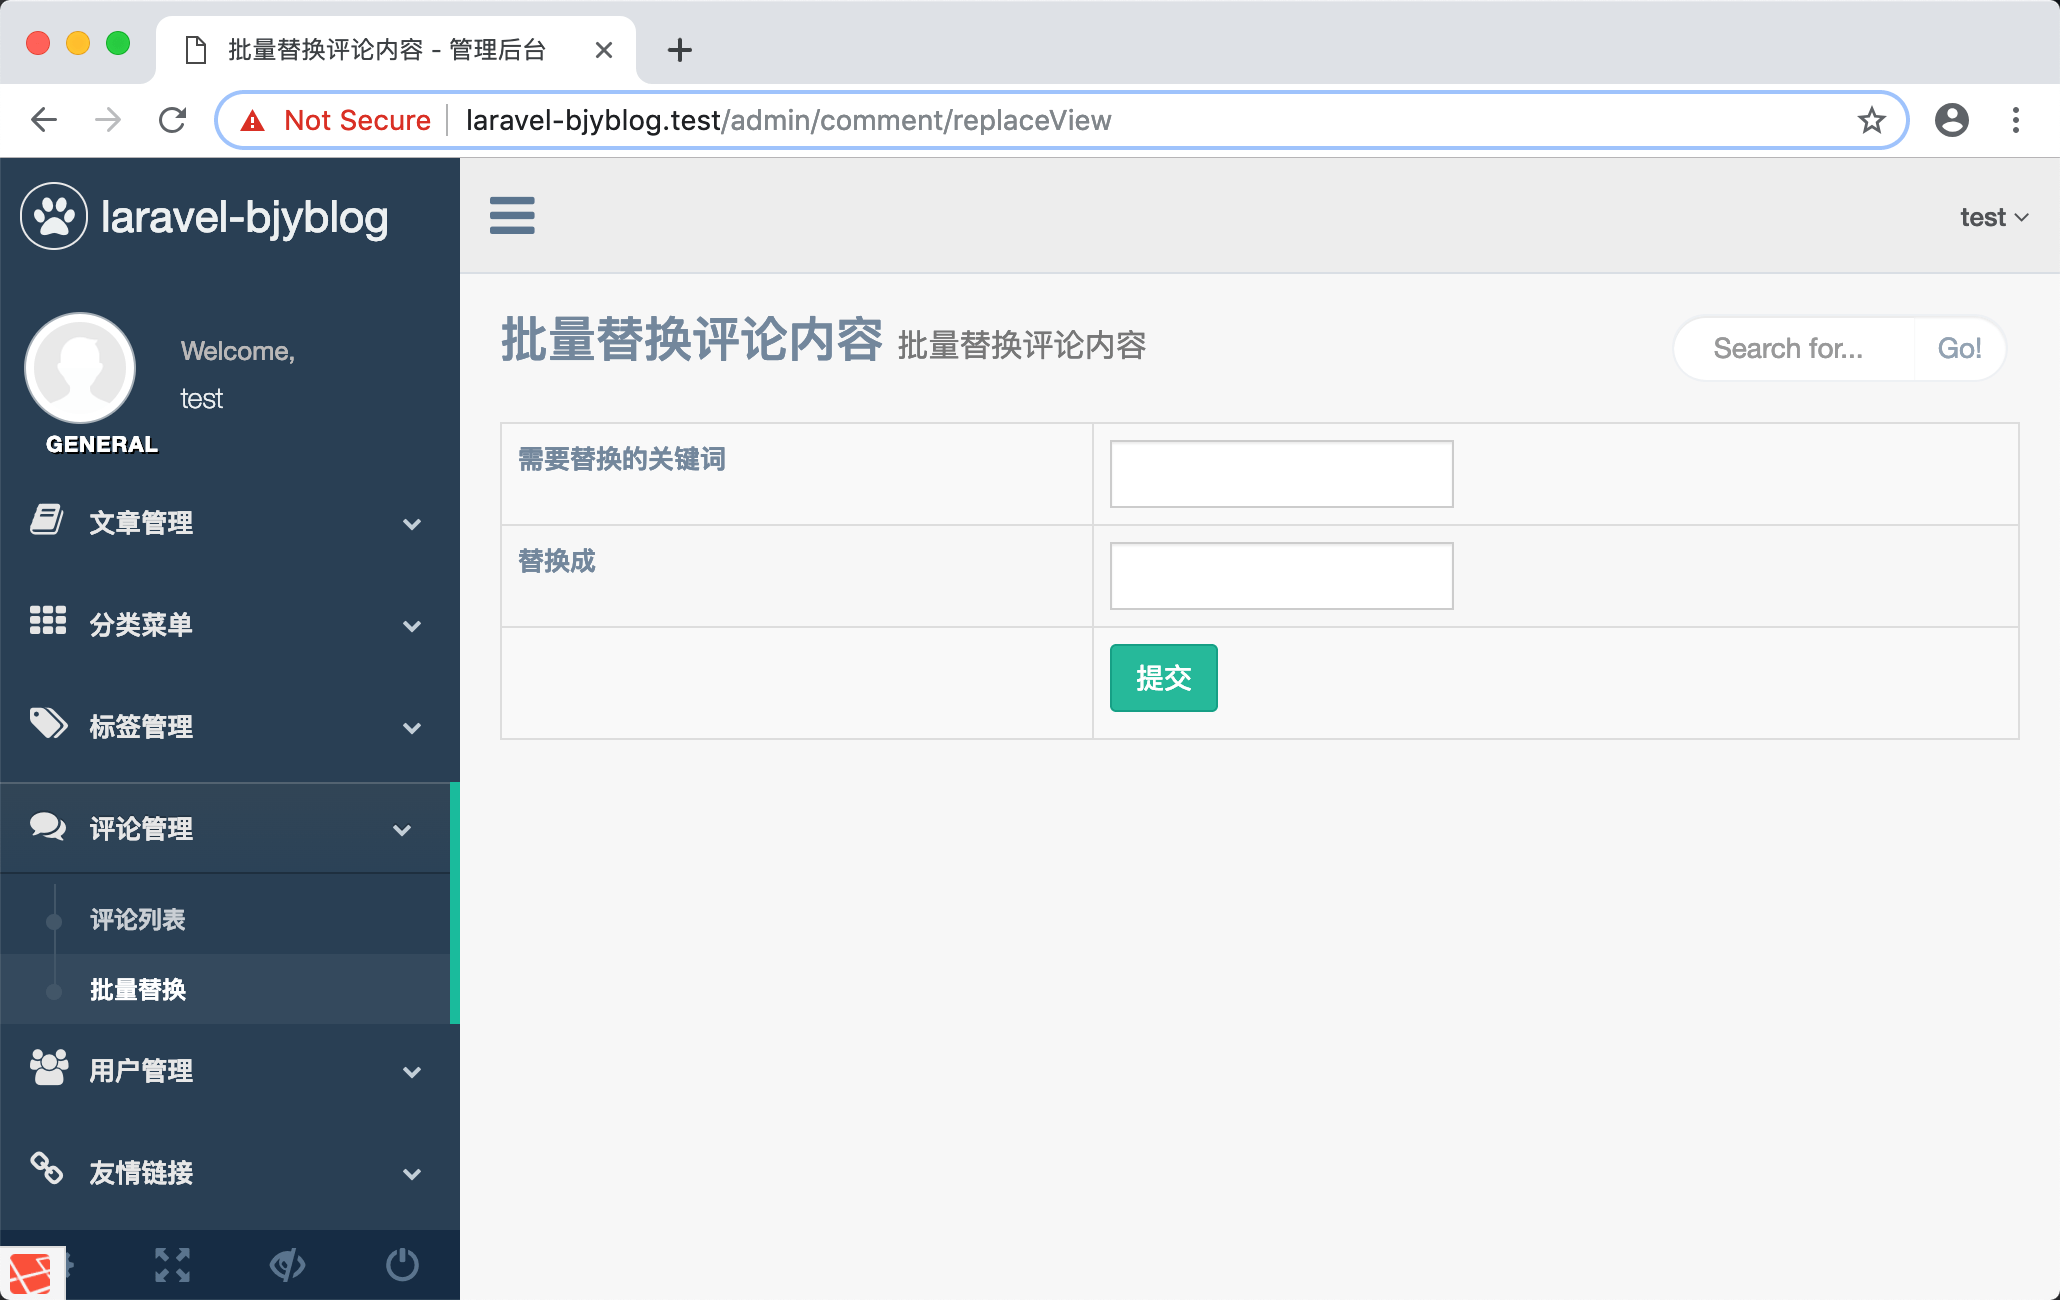 批量替换评论内容 - 管理后台
Not Secure
laravel-bjyblog.test/admin/comment/replaceView
laravel-bjyblog
test
Welcome,
test
GENERAL
文章管理
分类菜单
标签管理
评论管理
评论列表
批量替换
用户管理
友情链接
批量替换评论内容 批量替换评论内容
Search for...
Go!
需要替换的关键词
替换成
提交